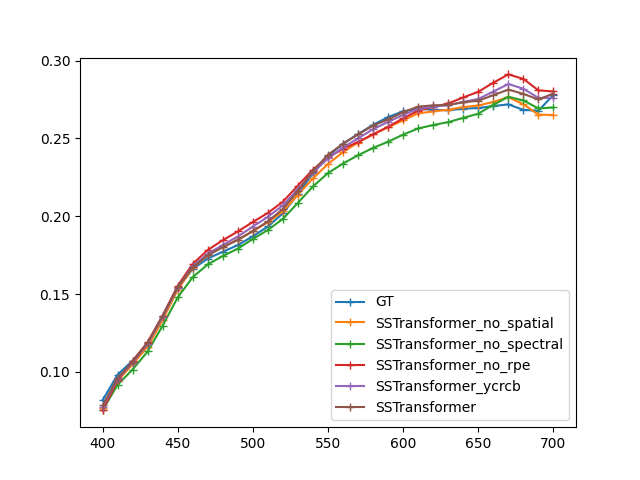 0.30
0.25
0.20
0.15
0.10
400 450 500 550 600 650 700
GT
SSTransformer_no_spatial
SSTransformer_no_spectral
SSTransformer_no_rpe
SSTransformer_ycrcb
SSTransformer